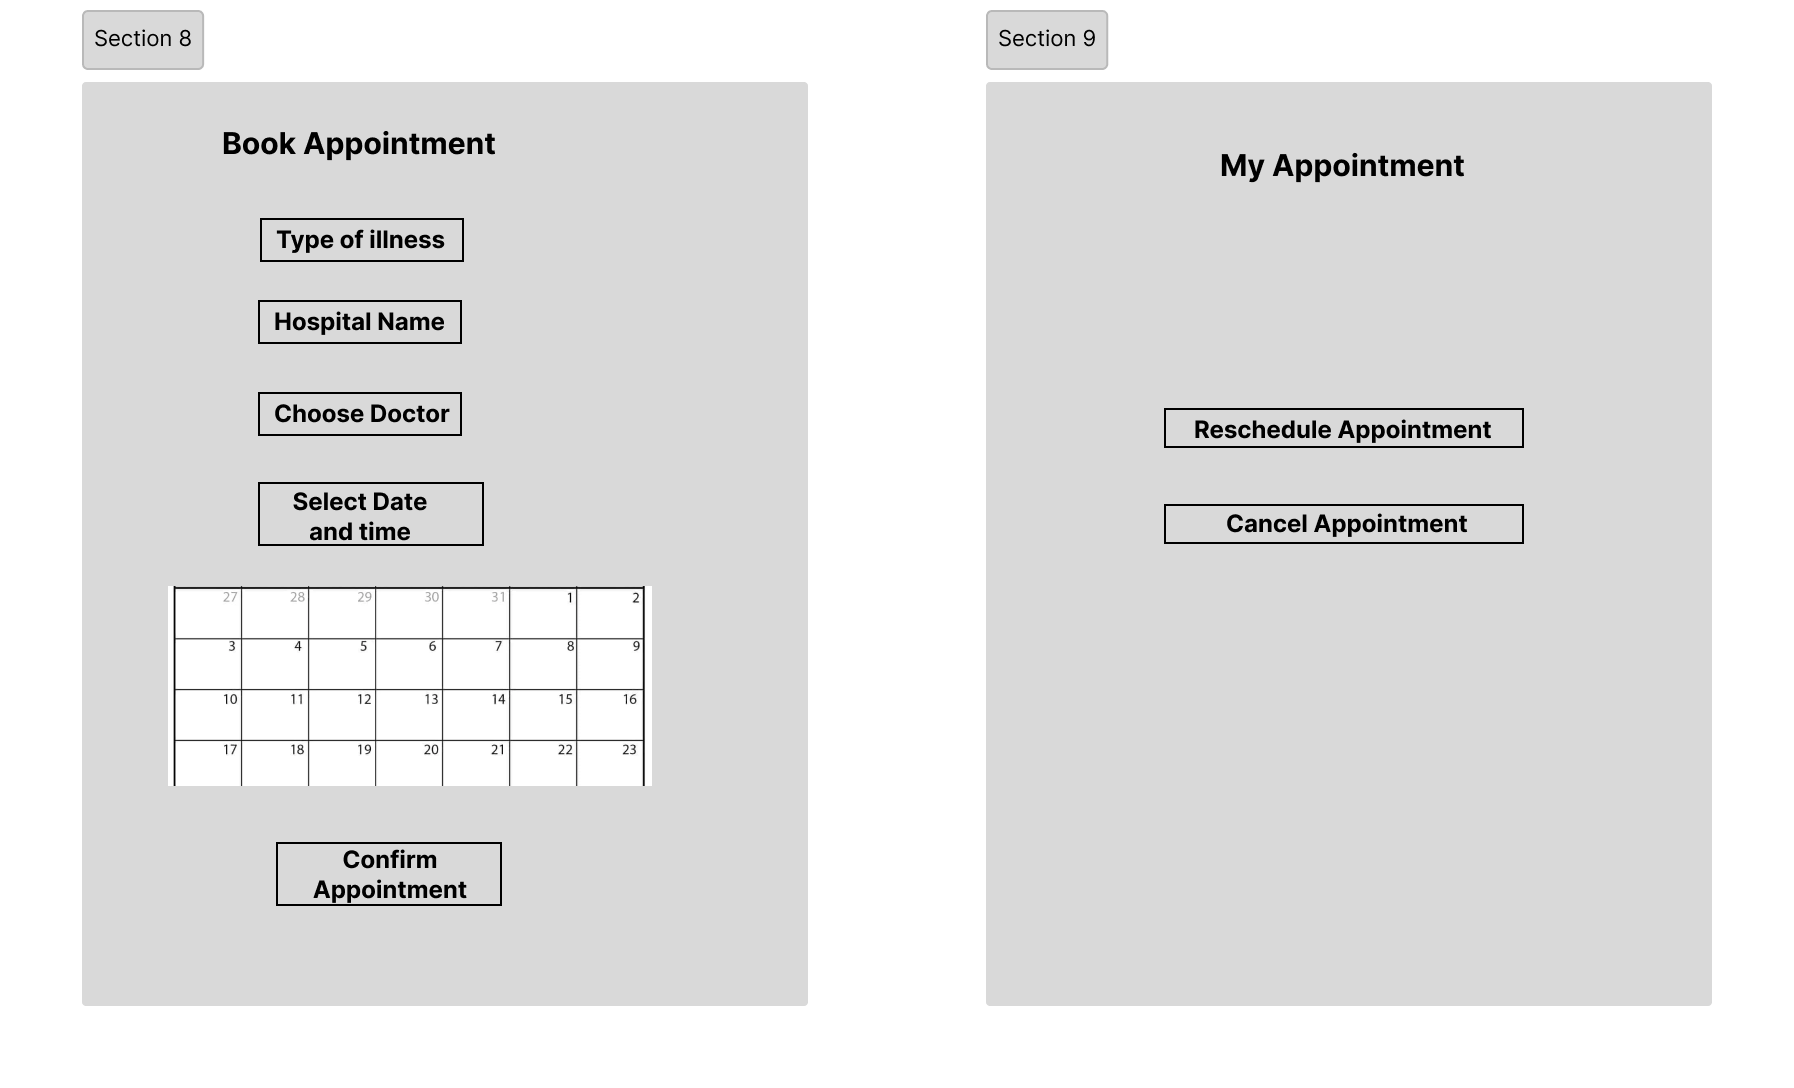 Section 8
Book Appointment
Type of illness
Hospital Name
Choose Doctor
Select Date
and time
27 28 29 30 31 1 2
3 4 5 6 7 8 9
10 11 12 13 14 15 16
17 18 19 20 21 22 23
Confirm
Appointment
Section 9
My Appointment
Reschedule Appointment
Cancel Appointment